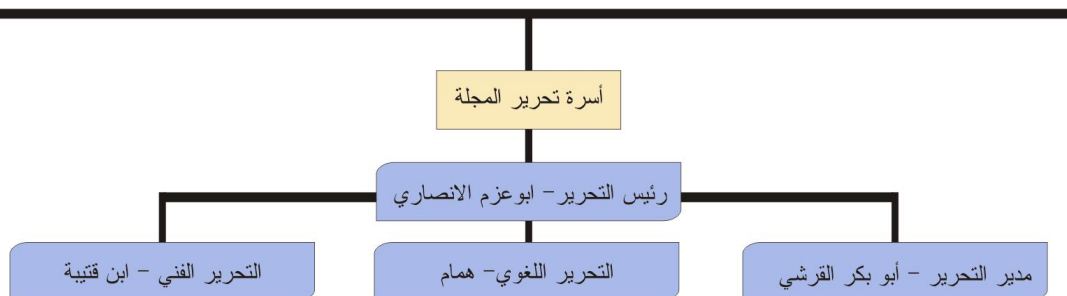 أسرة تحرير المجلة
رئيس التحرير- ابوعزم الانصاري
مدير التحرير - أبو بكر القرشي
التحرير اللغوي- همام
التحرير الفني - ابن قتيبة